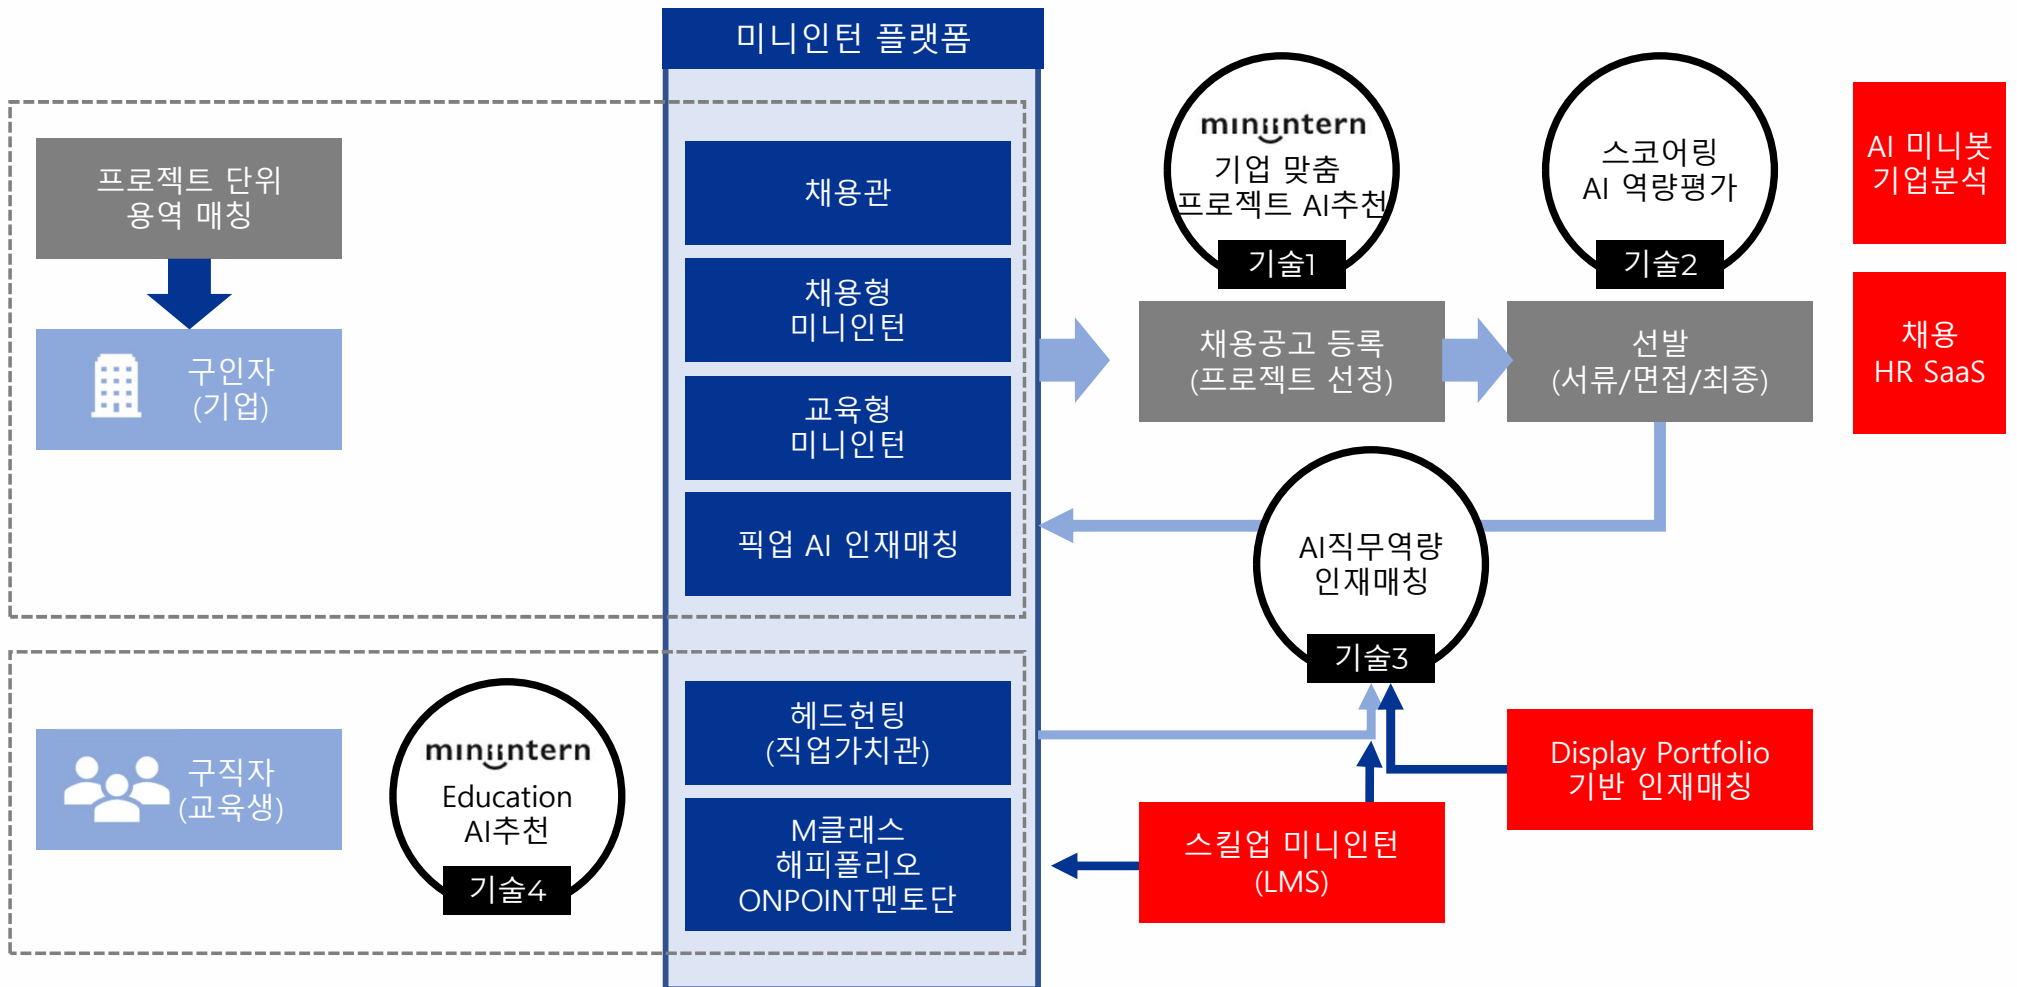 미니인턴 플랫폼
프로젝트 단위
용역 매칭
구인자
(기업)
채용관
채용형
미니인턴
교육형
미니인턴
픽업 AI 인재매칭
miniintern
기업 맞춤
프로젝트 AI추천
기술1
스코어링
AI 역량평가
기술2
AI 미니봇
기업분석
채용공고 등록
(프로젝트 선정)
선발
(서류/면접/최종)
채용
HR SaaS
AI직무역량
인재매칭
기술3
구직자
(교육생)
miniintern
Education
AI추천
기술4
헤드헌팅
(직업가치관)
M클래스
해피폴리오
ONPOINT멘토단
Display Portfolio
기반 인재매칭
스킬업 미니인턴
(LMS)